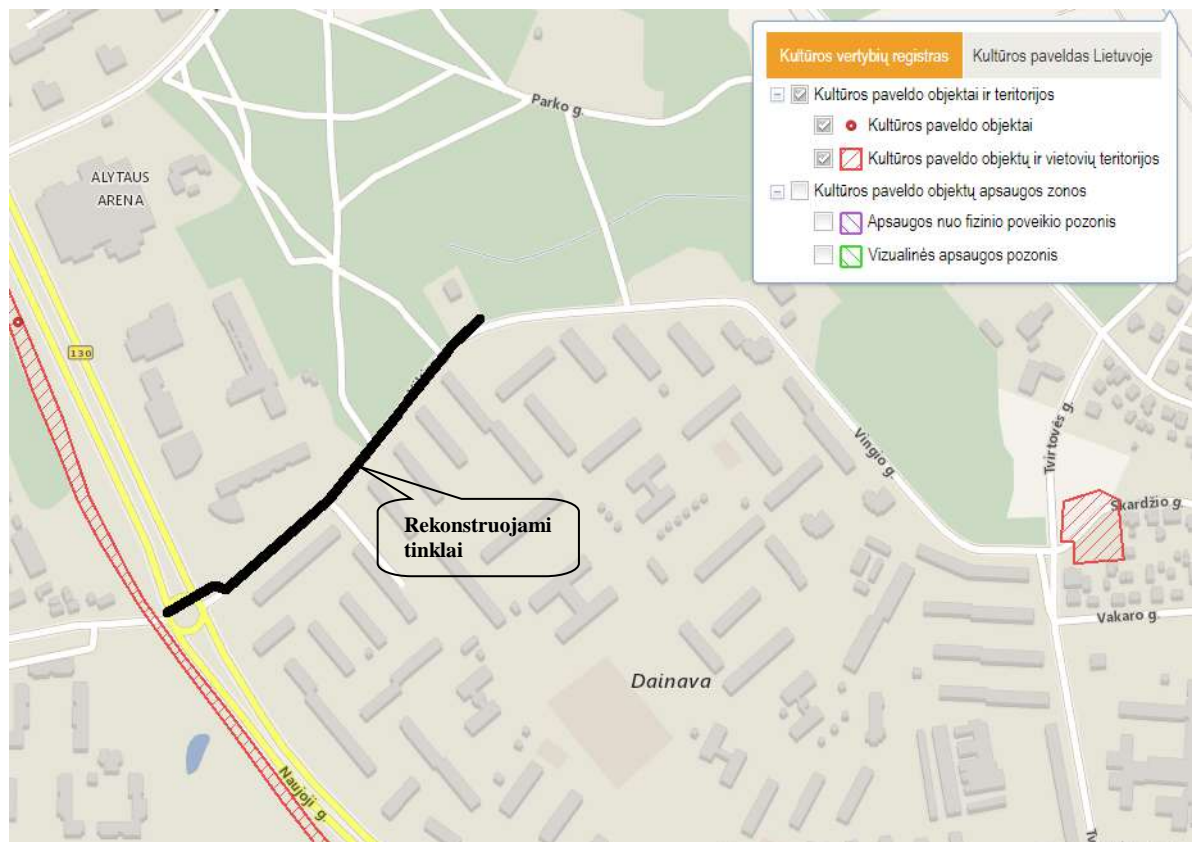 Kultūros vertybių registras
Kultūros paveldas Lietuvoje
Kultūros paveldo objektai ir teritorijos
Kultūros paveldo objektai
Kultūros paveldo objektų ir vietovių teritorijos
Kultūros paveldo objektų apsaugos zonos
Apsaugos nuo fizinio poveikio pozonis
Vizualinės apsaugos pozonis
Parko g.
ALYTAUS
ARENA
130
Vingio g.
Tvirtovės g.
Skardžio g.
Rekonstruojami
tinklai
Vakaro g.
Dainava
Naujoji g.